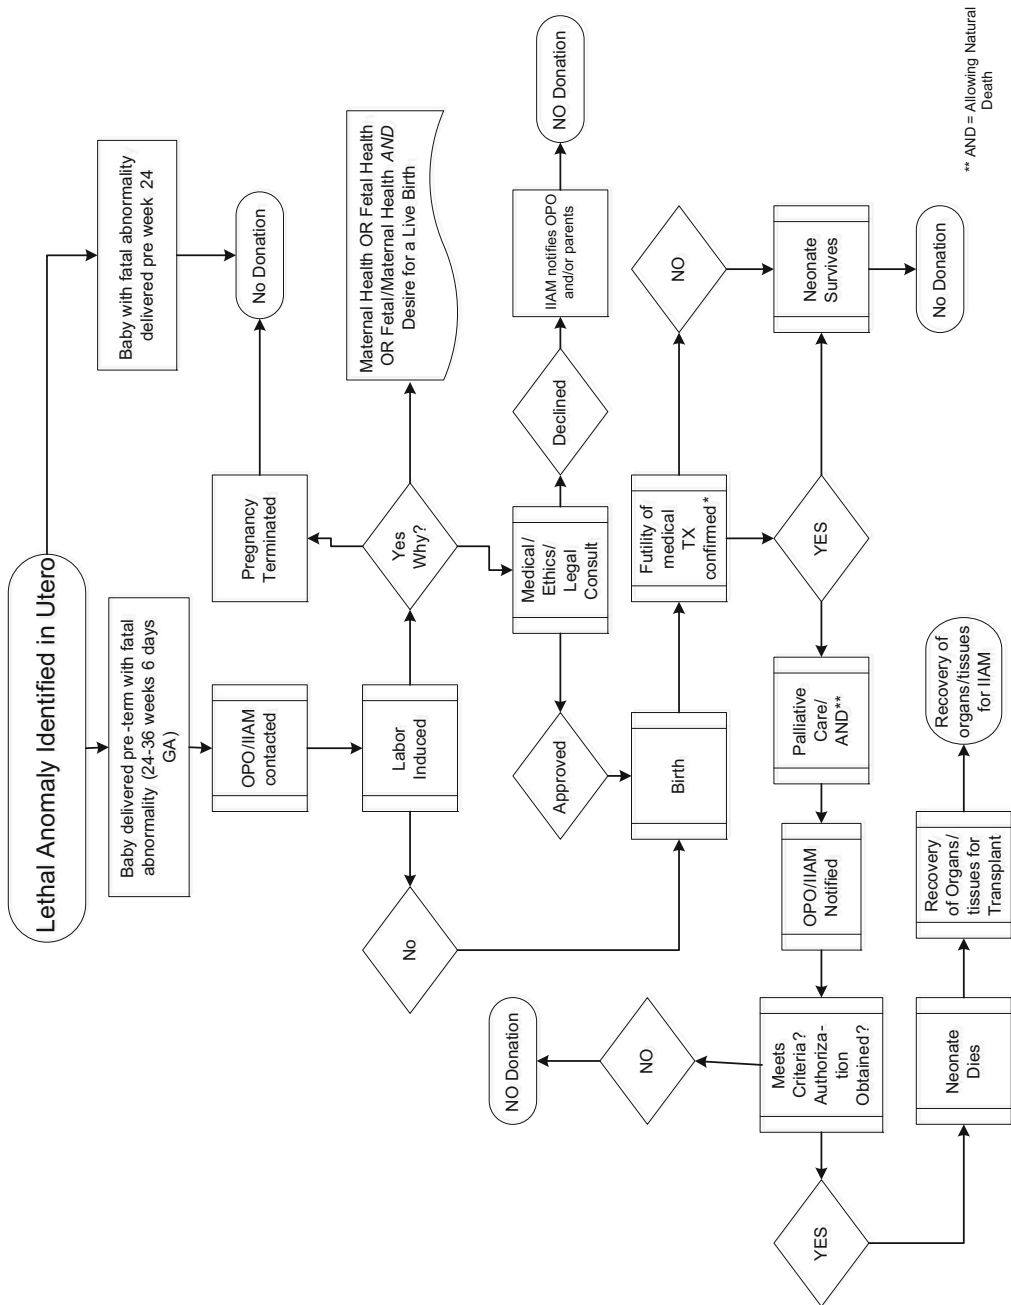 Lethal Anomaly Identified in Utero
Baby delivered pre -term with fatal
abnormality (24-36 weeks 6 days
GA)
Baby with fatal abnormality
delivered pre week 24
OPO/IIAM
contacted
Pregnancy
Terminated
No Donation
No
Labor
Induced
Yes
Why?
Maternal Health OR Fetal Health
OR Fetal/Maternal Health AND
Desire for a Live Birth
NO Donation
Approved
Medical/
Ethics/
Legal
Consult
Declined
IIAM notifies OPO
and/or parents
NO Donation
NO
Birth
Futility of
medical
TX
confirmed *
NO
YES
Meets
Criteria?
Authoriza-
tion
Obtained?
OPO/IIAM
Notified
Palliative
Care/
AND**
YES
Neonate
Survives
Neonate
Dies
Recovery
of Organs/
tissues for
Transplant
Recovery of
organs/tissues
for IIAM
No Donation
** AND = Allowing Natural
Death